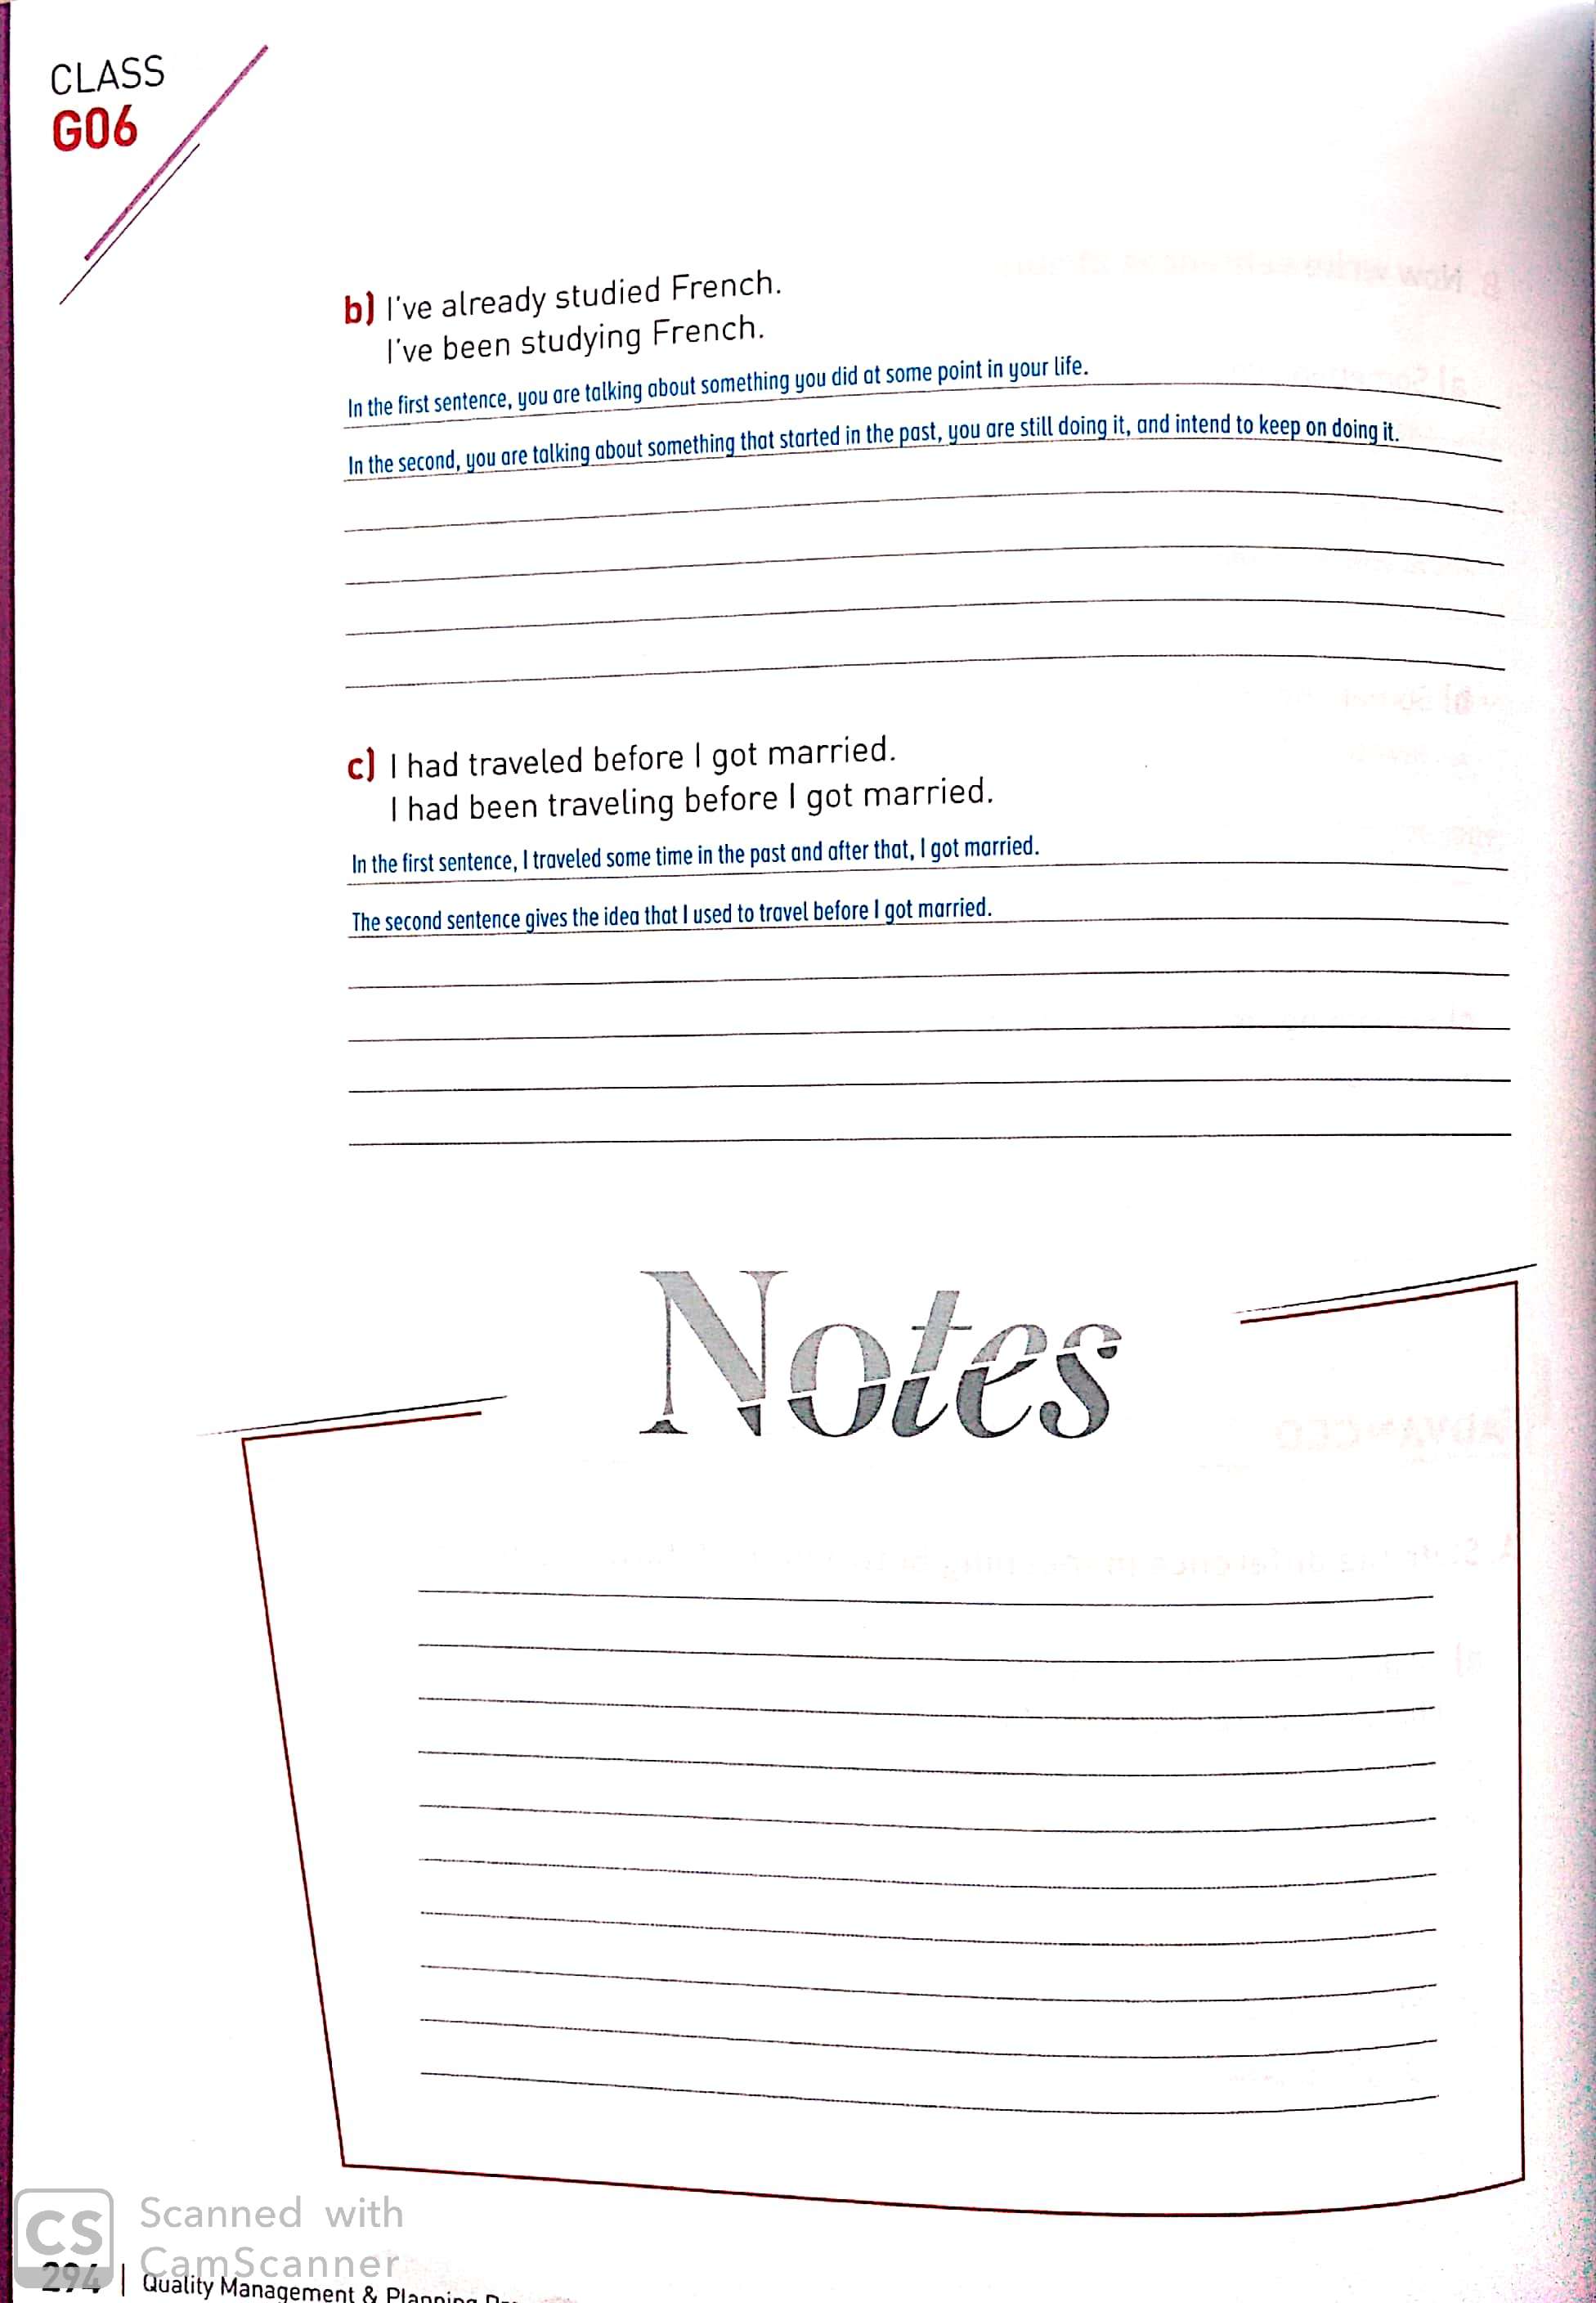 CLASS
G06
b) I've already studied French.
I've been studying French.
In the first sentence, you are talking about something you did at some point in your life.
In the second, you are talking about something that started in the past, you are still doing it, and intend to keep on doing it.
c) I had traveled before I got married.
I had been traveling before I got married.
In the first sentence, I traveled some time in the past and after that, I got married.
The second sentence gives the idea that I used to travel before I got married.
Notes
CS Scanned with
CamScanner
294 | Quality Management & Planning